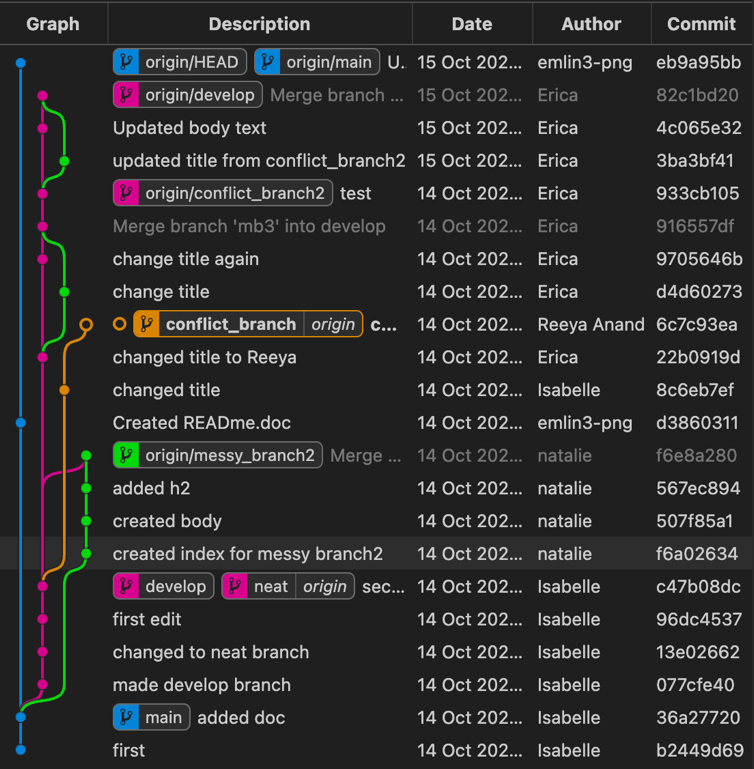 Graph Description Date Author Commit
origin/HEAD origin/main U.. 15 Oct 202... emlin3-png eb9a95bb
origin/develop Merge branch ... 15 Oct 202... Erica 82c1bd20
Updated body text 15 Oct 202... Erica 4c065e32
updated title from conflict_branch2 15 Oct 202... Erica 3ba3bf41
origin/conflict_branch2 test 14 Oct 202... Erica 933cb105
Merge branch 'mb3' into develop 14 Oct 202... Erica 916557df
change title again 14 Oct 202... Erica 9705646b
change title 14 Oct 202... Erica d4d60273
conflict_branch origin c... 14 Oct 202... Reeya Anand 6c7c93ea
changed title to Reeya 14 Oct 202... Erica 22b0919d
changed title 14 Oct 202... Isabelle 8c6eb7ef
Created READme.doc 14 Oct 202... emlin3-png d3860311
origin/messy_branch2 Merge ... 14 Oct 202... natalie f6e8a280
added h2 14 Oct 202... natalie 567ec894
created body 14 Oct 202... natalie 507f85a1
created index for messy branch2 14 Oct 202... natalie f6a02634
develop neat origin sec... 14 Oct 202... Isabelle c47b08dc
first edit 14 Oct 202... Isabelle 96dc4537
changed to neat branch 14 Oct 202... Isabelle 13e02662
made develop branch 14 Oct 202... Isabelle 077cfe40
main added doc 14 Oct 202... Isabelle 36a27720
first 14 Oct 202... Isabelle b2449d69